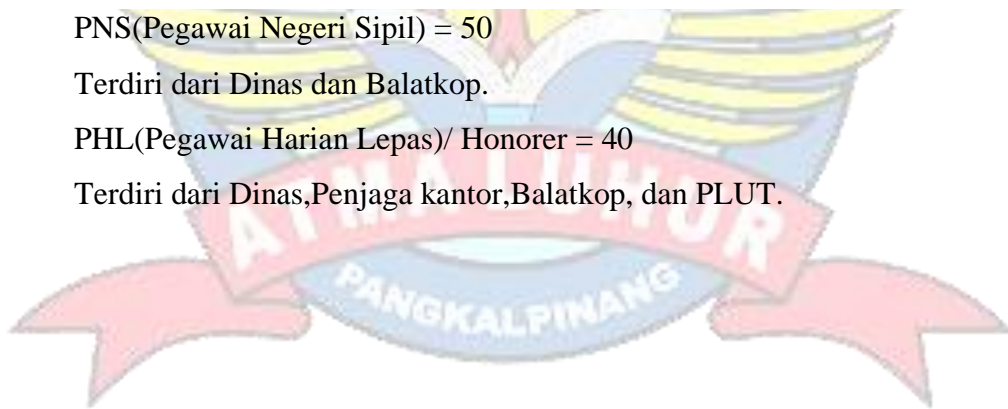 PNS(Pegawai Negeri Sipil) = 50
Terdiri dari Dinas dan Balatkop.
PHL(Pegawai Harian Lepas)/ Honorer = 40
Terdiri dari Dinas,Penjaga kantor,Balatkop, dan PLUT.
ATMA LUHUR
PANGKALPINANG